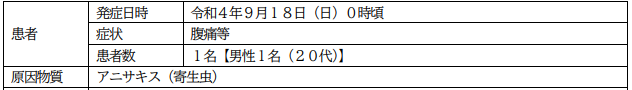 発症日時 令和４年９月１８日（日）０時頃
患者 症状 腹痛等
患者数 １名【男性１名（２０代）】
原因物質 アニサキス（寄生虫）